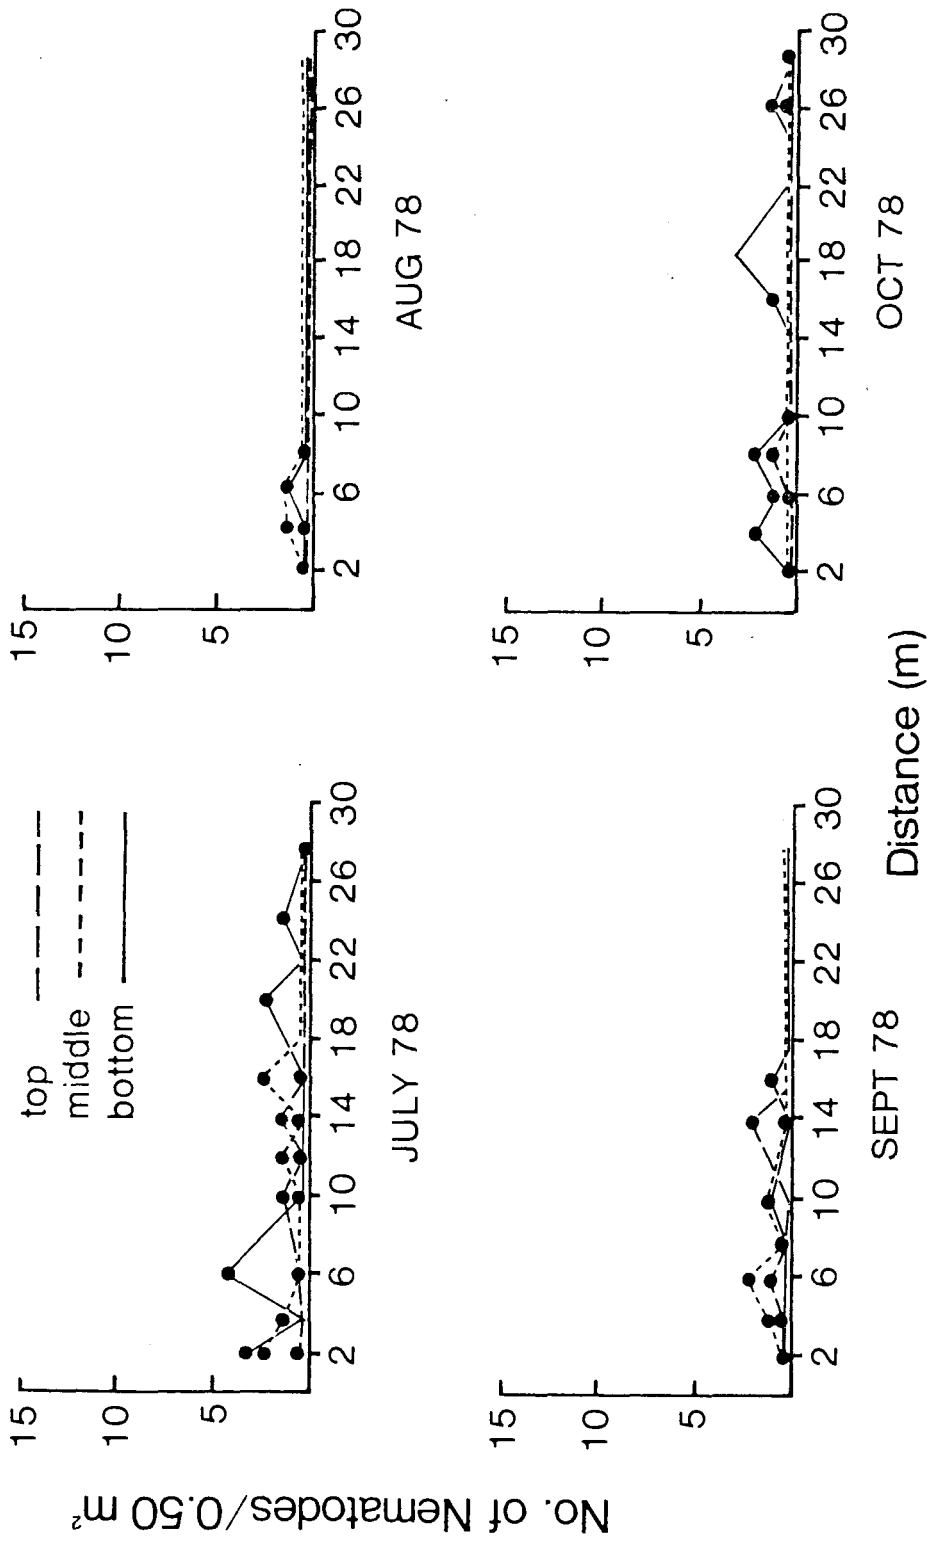 top
middle
bottom
15
10
5
2 6 10 14 18 22 26 30
JULY 78
15
10
5
2 6 10 14 18 22 26 30
AUG 78
15
10
5
2 6 10 14 18 22 26 30
SEPT 78
15
10
5
2 6 10 14 18 22 26 30
OCT 78
No. of Nematodes/0.50 m²
Distance (m)